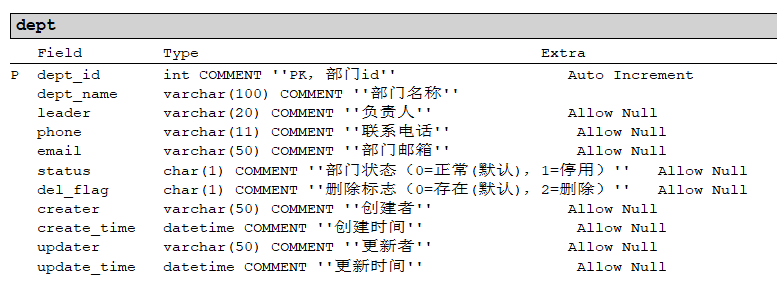 dept
Field Type Extra
P dept_id int COMMENT ''PK, 部门id'' Auto Increment
dept_name varchar(100) COMMENT ''部门名称''
leader varchar(20) COMMENT ''负责人'' Allow Null
phone varchar(11) COMMENT ''联系电话'' Allow Null
email varchar(50) COMMENT ''部门邮箱'' Allow Null
status char(1) COMMENT ''部门状态（0=正常(默认), 1=停用）'' Allow Null
del_flag char(1) COMMENT ''删除标志（0=存在(默认), 2=删除）'' Allow Null
creater varchar(50) COMMENT ''创建者'' Allow Null
create_time datetime COMMENT ''创建时间'' Allow Null
updater varchar(50) COMMENT ''更新者'' Allow Null
update_time datetime COMMENT ''更新时间'' Allow Null